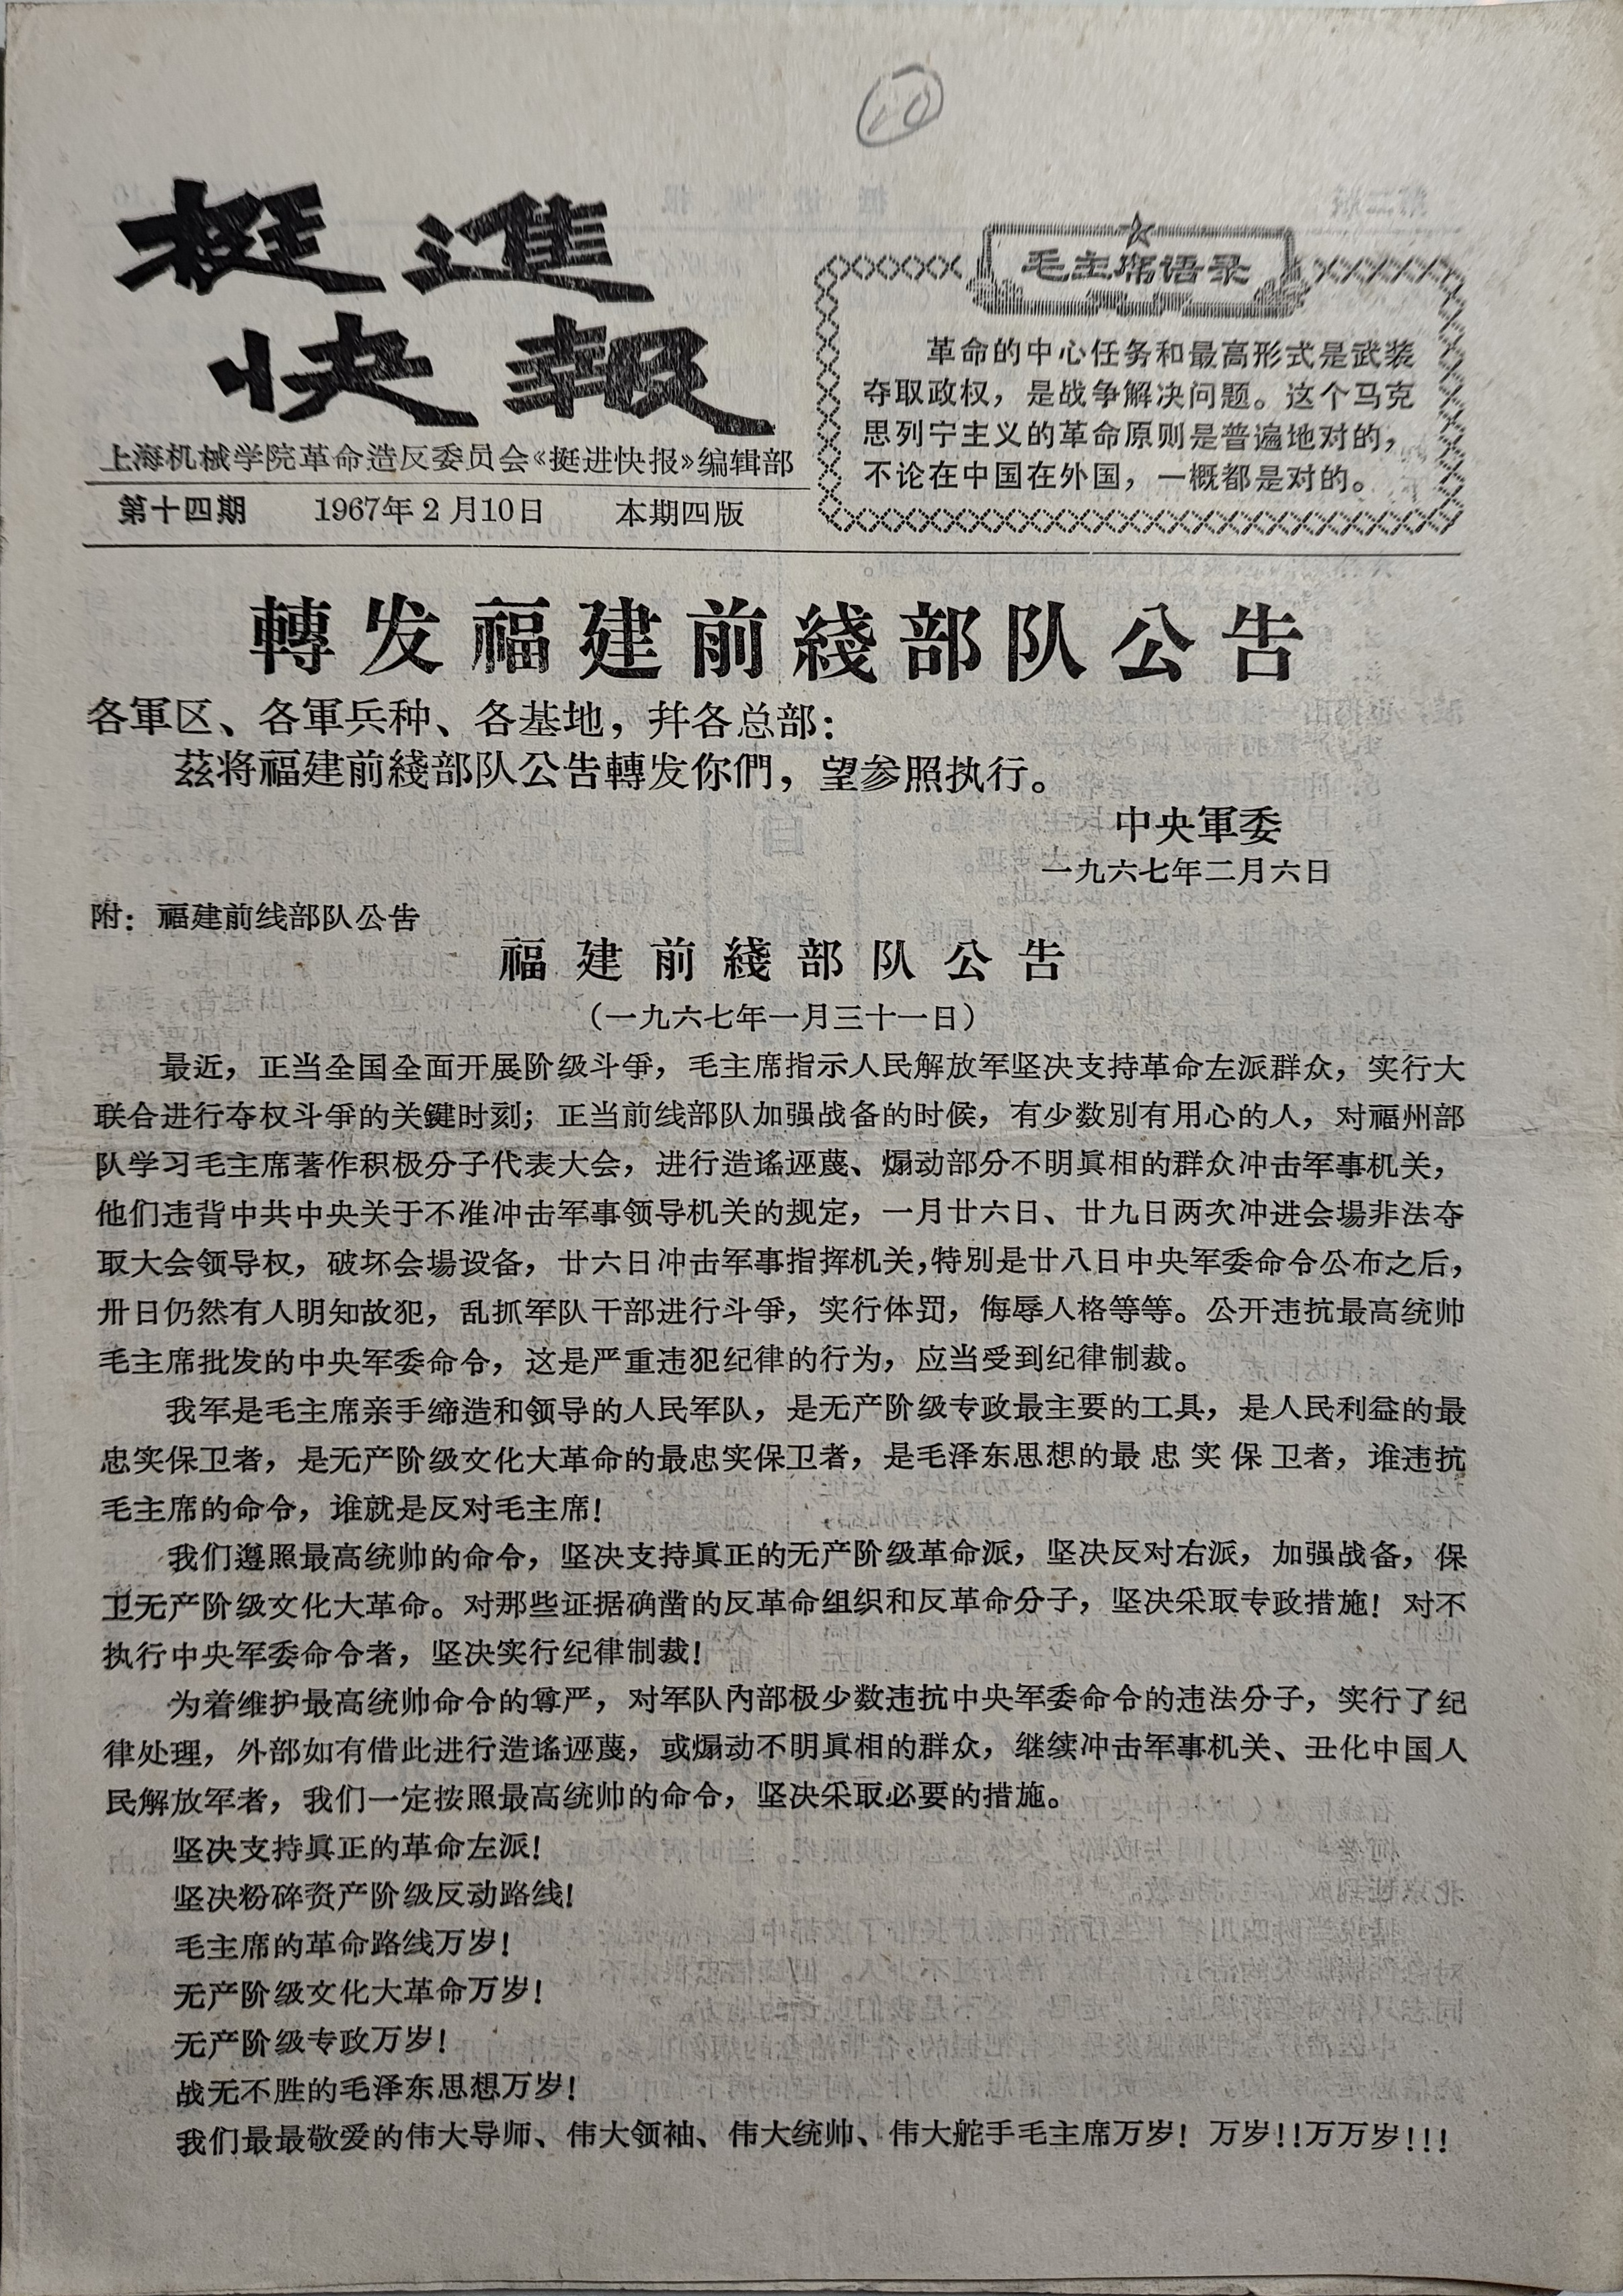 挺進
快報
上海机械学院革命造反委员会《挺进快报》编辑部
第十四期 1967年2月10日 本期四版
毛主席语录
革命的中心任务和最高形式是武装
夺取政权，是战争解决问题。这个马克
思列宁主义的革命原则是普遍地对的，
不论在中国在外国，一概都是对的。
轉发福建前綫部队公告
各軍区、各軍兵种、各基地，幷各总部：
茲将福建前綫部队公告轉发你們，望参照执行。
中央軍委
一九六七年二月六日
附：福建前线部队公告
福建前綫部队公告
（一九六七年一月三十一日）
最近，正当全国全面开展阶级斗爭，毛主席指示人民解放军坚决支持革命左派群众，实行大
联合进行夺权斗爭的关鍵时刻；正当前线部队加强战备的时候，有少数別有用心的人，对福州部
队学习毛主席著作积极分子代表大会，进行造谣诬蔑、煽动部分不明眞相的群众冲击军事机关，
他们违背中共中央关于不准冲击军事领导机关的规定，一月廿六日、廿九日两次冲进会場非法夺
取大会领导权，破坏会場设备，廿六日冲击军事指挥机关，特別是廿八日中央军委命令公布之后，
卅日仍然有人明知故犯，乱抓军队干部进行斗爭，实行体罚，侮辱人格等等。公开违抗最高统帅
毛主席批发的中央军委命令，这是严重违犯纪律的行为，应当受到纪律制裁。
我军是毛主席亲手缔造和领导的人民军队，是无产阶级专政最主要的工具，是人民利益的最
忠实保卫者，是无产阶级文化大革命的最忠实保卫者，是毛泽东思想的最忠实保卫者，谁违抗
毛主席的命令，谁就是反对毛主席！
我们遵照最高统帅的命令，坚决支持眞正的无产阶级革命派，坚决反对右派，加强战备，保
卫无产阶级文化大革命。对那些证据确凿的反革命组织和反革命分子，坚决采取专政措施！对不
执行中央军委命令者，坚决实行纪律制裁！
为着维护最高统帅命令的尊严，对军队内部极少数违抗中央军委命令的违法分子，实行了纪
律处理，外部如有借此进行造谣诬蔑，或煽动不明眞相的群众，继续冲击军事机关、丑化中国人
民解放军者，我们一定按照最高统帅的命令，坚决采取必要的措施。
坚决支持眞正的革命左派！
坚决粉碎资产阶级反动路线！
毛主席的革命路线万岁！
无产阶级文化大革命万岁！
无产阶级专政万岁！
战无不胜的毛泽东思想万岁！
我们最最敬爱的伟大导师、伟大领袖、伟大统帅、伟大舵手毛主席万岁！万岁！！万万岁！！！